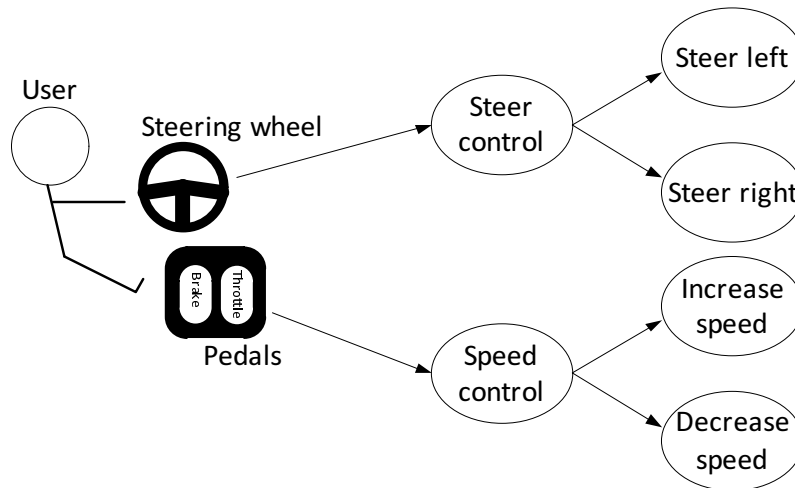 User
Steering wheel
Brake
Throttle
Pedals
Steer
control
Steer left
Steer right
Speed
control
Increase
speed
Decrease
speed